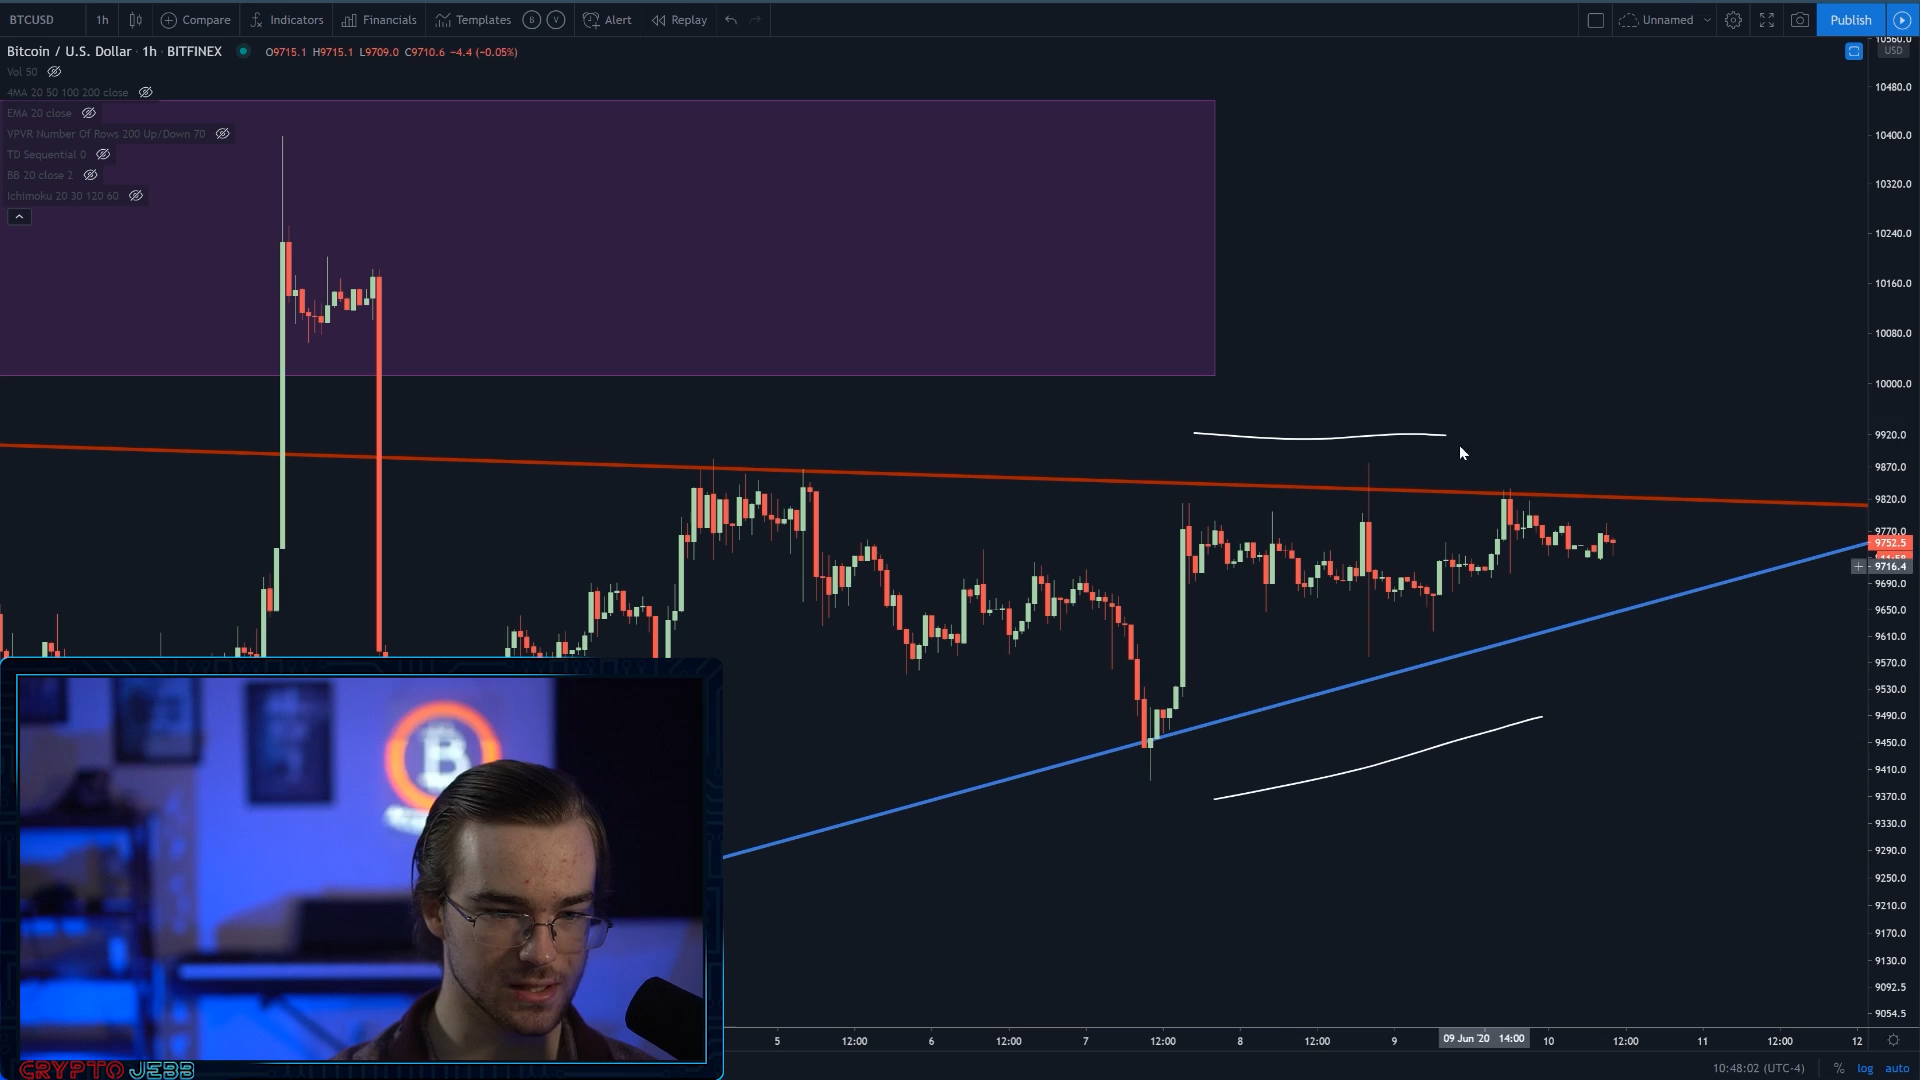 BTCUSD 1h Compare Indicators Financials Templates B V Alert Replay Unnamed Publish
Bitcoin / U.S. Dollar · 1h · BITFINEX O9715.1 H9715.1 L9709.0 C9710.6 −4.4 (−0.05%)
Vol 50
4MA 20 50 100 200 close
EMA 20 close
VPVR Number Of Rows 200 Up/Down 70
TD Sequential 0
BB 20 close 2
Ichimoku 20 30 120 60
10560.0
USD
10480.0
10400.0
10320.0
10240.0
10160.0
10080.0
10000.0
9920.0
9870.0
9820.0
9770.0
9752.5
9716.4
9690.0
9650.0
9610.0
9570.0
9530.0
9490.0
9450.0
9410.0
9370.0
9330.0
9290.0
9250.0
9210.0
9170.0
9130.0
9092.5
9054.5
5 12:00 6 12:00 7 12:00 8 12:00 9 09 Jun '20 14:00 10 12:00 11 12:00 12
10:48:02 (UTC-4) % log auto
B
CRYPTO JEBB